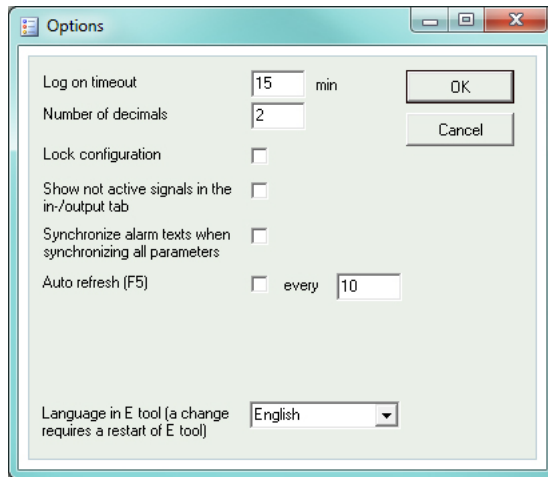 Options
Log on timeout 15 min OK
Number of decimals 2
Cancel
Lock configuration
Show not active signals in the
in-/output tab
Synchronize alarm texts when
synchronizing all parameters
Auto refresh (F5) every 10
Language in E tool (a change English
requires a restart of E tool)